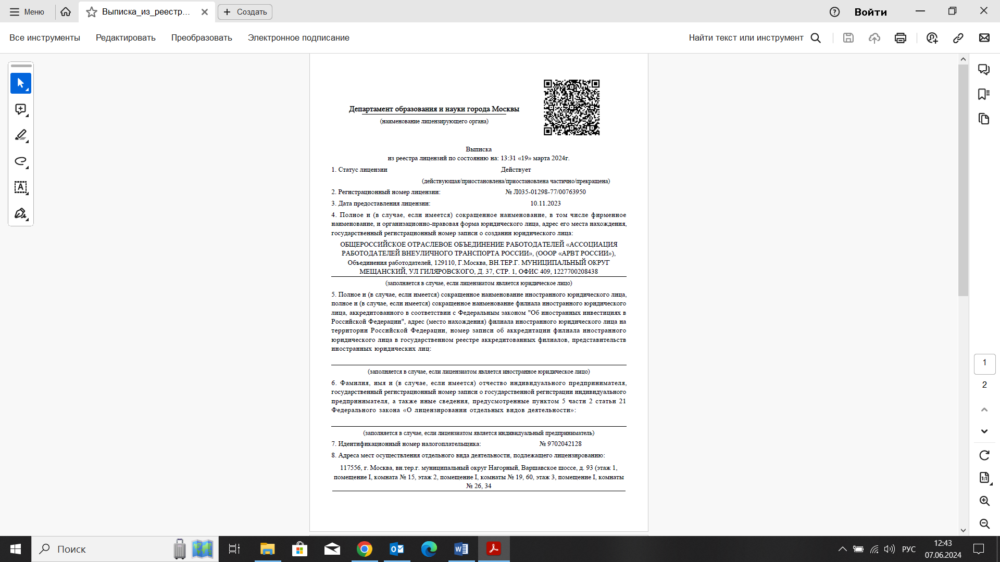 Меню
Выписка_из_реестр...
Создать
Войти
Все инструменты
Редактировать
Преобразовать
Электронное подписание
Найти текст или инструмент
Департамент образования и науки города Москвы
(наименование лицензирующего органа)
Выписка
из реестра лицензий по состоянию на: 13:31 «19» марта 2024г.
1. Статус лицензии Действует
(действующая/приостановлена/приостановлена частично/прекращена)
2. Регистрационный номер лицензии: № Л035-01298-77/00763950
3. Дата предоставления лицензии: 10.11.2023
4. Полное и (в случае, если имеется) сокращенное наименование, в том числе фирменное
наименование, и организационно-правовая форма юридического лица, адрес его места нахождения,
государственный регистрационный номер записи о создании юридического лица:
ОБЩЕРОССИЙСКОЕ ОТРАСЛЕВОЕ ОБЪЕДИНЕНИЕ РАБОТОДАТЕЛЕЙ «АССОЦИАЦИЯ
РАБОТОДАТЕЛЕЙ ВНЕУЛИЧНОГО ТРАНСПОРТА РОССИИ», (ОООР «АРВТ РОССИИ»),
Объединения работодателей, 129110, Г.Москва, ВН.ТЕР.Г. МУНИЦИПАЛЬНЫЙ ОКРУГ
МЕЩАНСКИЙ, УЛ ГИЛЯРОВСКОГО, Д. 37, СТР. 1, ОФИС 409, 1227700208438
(заполняется в случае, если лицензиатом является юридическое лицо)
5. Полное и (в случае, если имеется) сокращенное наименование иностранного юридического лица,
полное и (в случае, если имеется) сокращенное наименование филиала иностранного юридического
лица, аккредитованного в соответствии с Федеральным законом "Об иностранных инвестициях в
Российской Федерации", адрес (место нахождения) филиала иностранного юридического лица на
территории Российской Федерации, номер записи об аккредитации филиала иностранного
юридического лица в государственном реестре аккредитованных филиалов, представительств
иностранных юридических лиц:
(заполняется в случае, если лицензиатом является иностранное юридическое лицо)
6. Фамилия, имя и (в случае, если имеется) отчество индивидуального предпринимателя,
государственный регистрационный номер записи о государственной регистрации индивидуального
предпринимателя, а также иные сведения, предусмотренные пунктом 5 части 2 статьи 21
Федерального закона «О лицензировании отдельных видов деятельности»:
(заполняется в случае, если лицензиатом является индивидуальный предприниматель)
7. Идентификационный номер налогоплательщика: № 9702042128
8. Адреса мест осуществления отдельного вида деятельности, подлежащего лицензированию:
117556, г. Москва, вн.тер.г. муниципальный округ Нагорный, Варшавское шоссе, д. 93 (этаж 1,
помещение I, комната № 15, этаж 2, помещение I, комнаты № 19, 60, этаж 3, помещение I, комнаты
№ 26, 34
1
2
Поиск
РУС
12:43
07.06.2024